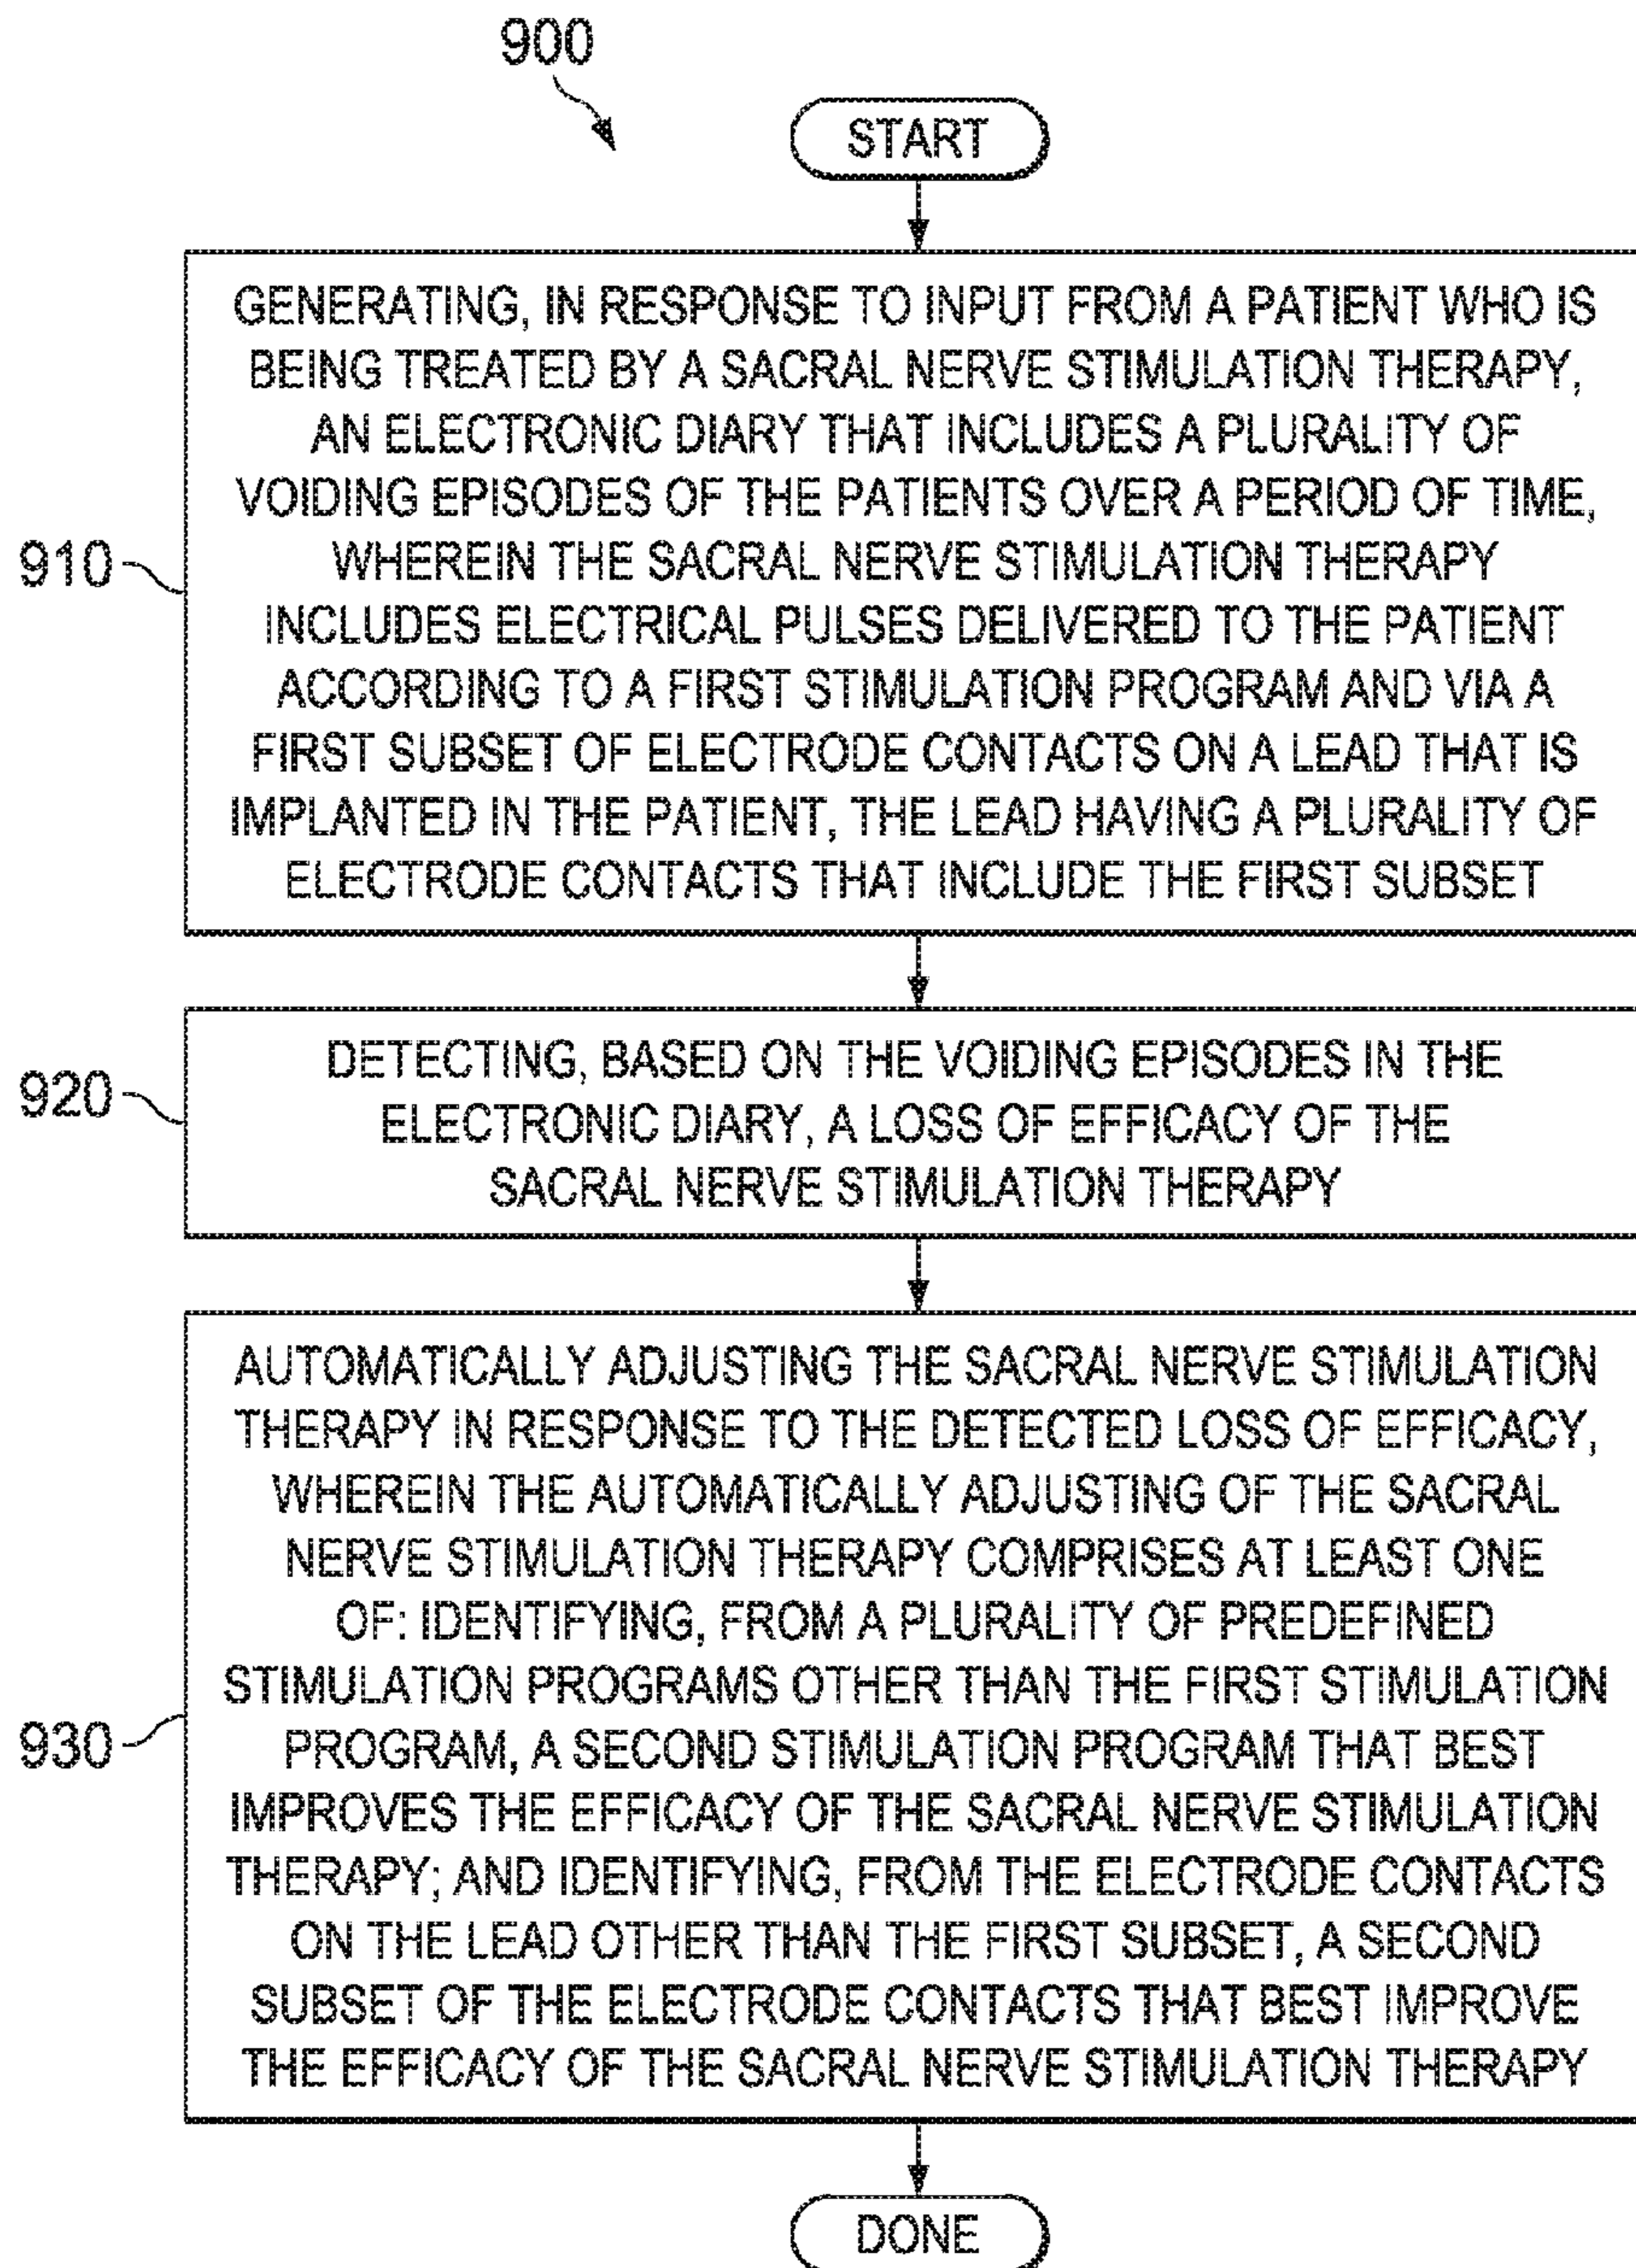 900
START
GENERATING, IN RESPONSE TO INPUT FROM A PATIENT WHO IS
BEING TREATED BY A SACRAL NERVE STIMULATION THERAPY,
AN ELECTRONIC DIARY THAT INCLUDES A PLURALITY OF
VOIDING EPISODES OF THE PATIENTS OVER A PERIOD OF TIME,
910
WHEREIN THE SACRAL NERVE STIMULATION THERAPY
INCLUDES ELECTRICAL PULSES DELIVERED TO THE PATIENT
ACCORDING TO A FIRST STIMULATION PROGRAM AND VIA A
FIRST SUBSET OF ELECTRODE CONTACTS ON A LEAD THAT IS
IMPLANTED IN THE PATIENT, THE LEAD HAVING A PLURALITY OF
ELECTRODE CONTACTS THAT INCLUDE THE FIRST SUBSET
DETECTING, BASED ON THE VOIDING EPISODES IN THE
920
ELECTRONIC DIARY, A LOSS OF EFFICACY OF THE
SACRAL NERVE STIMULATION THERAPY
AUTOMATICALLY ADJUSTING THE SACRAL NERVE STIMULATION
THERAPY IN RESPONSE TO THE DETECTED LOSS OF EFFICACY,
WHEREIN THE AUTOMATICALLY ADJUSTING OF THE SACRAL
NERVE STIMULATION THERAPY COMPRISES AT LEAST ONE
OF: IDENTIFYING, FROM A PLURALITY OF PREDEFINED
STIMULATION PROGRAMS OTHER THAN THE FIRST STIMULATION
930
PROGRAM, A SECOND STIMULATION PROGRAM THAT BEST
IMPROVES THE EFFICACY OF THE SACRAL NERVE STIMULATION
THERAPY; AND IDENTIFYING, FROM THE ELECTRODE CONTACTS
ON THE LEAD OTHER THAN THE FIRST SUBSET, A SECOND
SUBSET OF THE ELECTRODE CONTACTS THAT BEST IMPROVE
THE EFFICACY OF THE SACRAL NERVE STIMULATION THERAPY
DONE